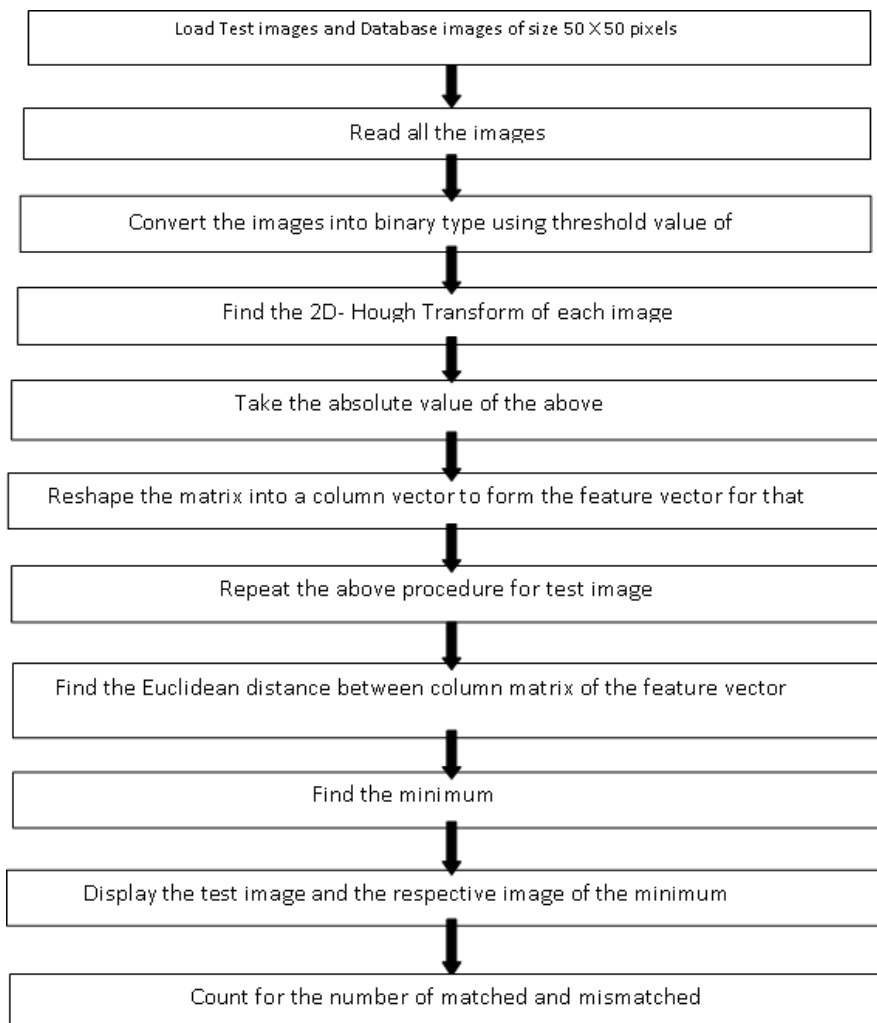 Load Test images and Database images of size 50 X 50 pixels
Read all the images
Convert the images into binary type using threshold value of
Find the 2D- Hough Transform of each image
Take the absolute value of the above
Reshape the matrix into a column vector to form the feature vector for that
Repeat the above procedure for test image
Find the Euclidean distance between column matrix of the feature vector
Find the minimum
Display the test image and the respective image of the minimum
Count for the number of matched and mismatched